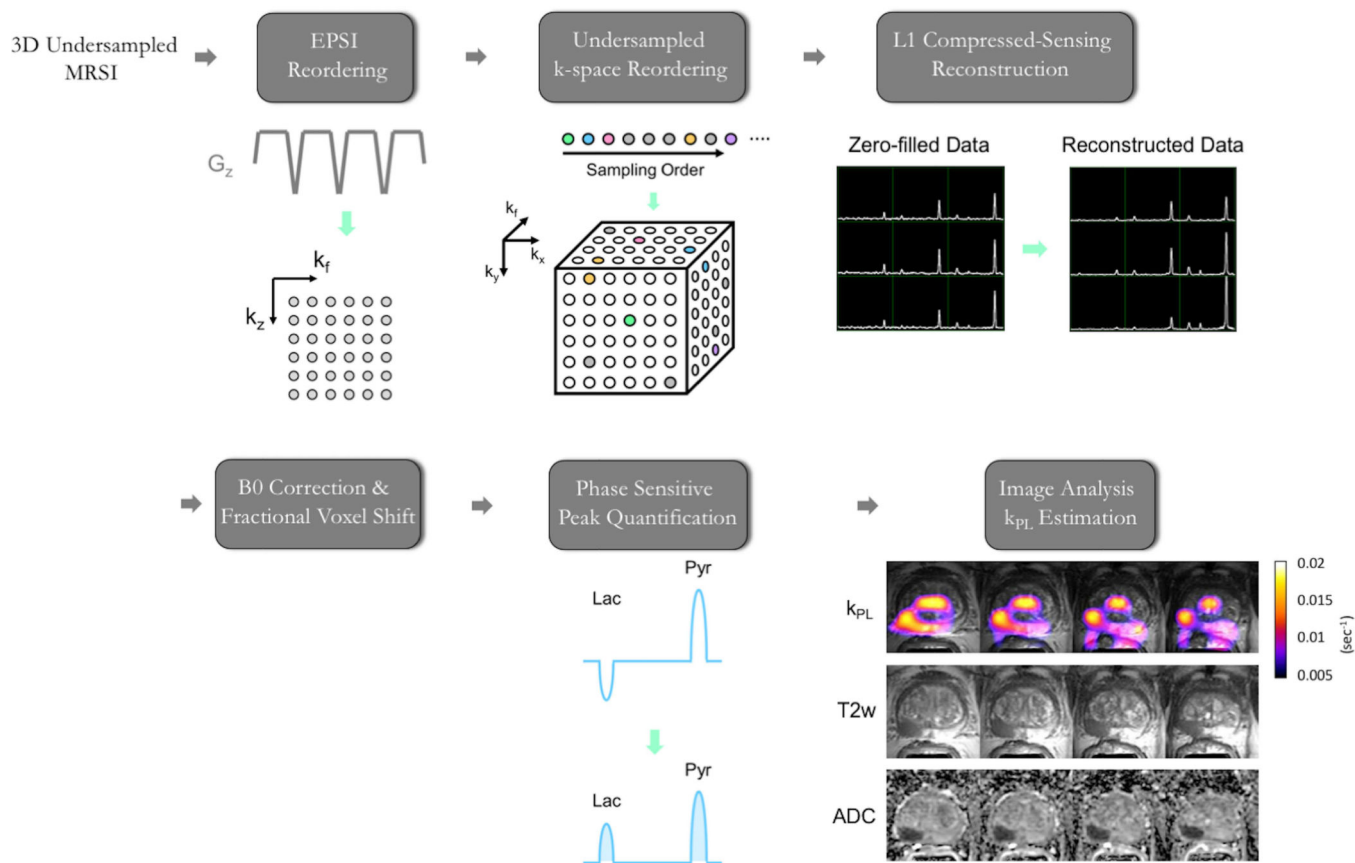 3D Undersampled
MRSI
EPSI
Reordering
Undersampled
k-space Reordering
L1 Compressed-Sensing
Reconstruction
Gz
kf
kz
....
Sampling Order
kf
kx
ky
Zero-filled Data
Reconstructed Data
B0 Correction &
Fractional Voxel Shift
Phase Sensitive
Peak Quantification
Image Analysis
kPL Estimation
Lac
Pyr
Lac
Pyr
kPL
T2w
ADC
0.02
0.015
0.01
0.005
(sec⁻¹)